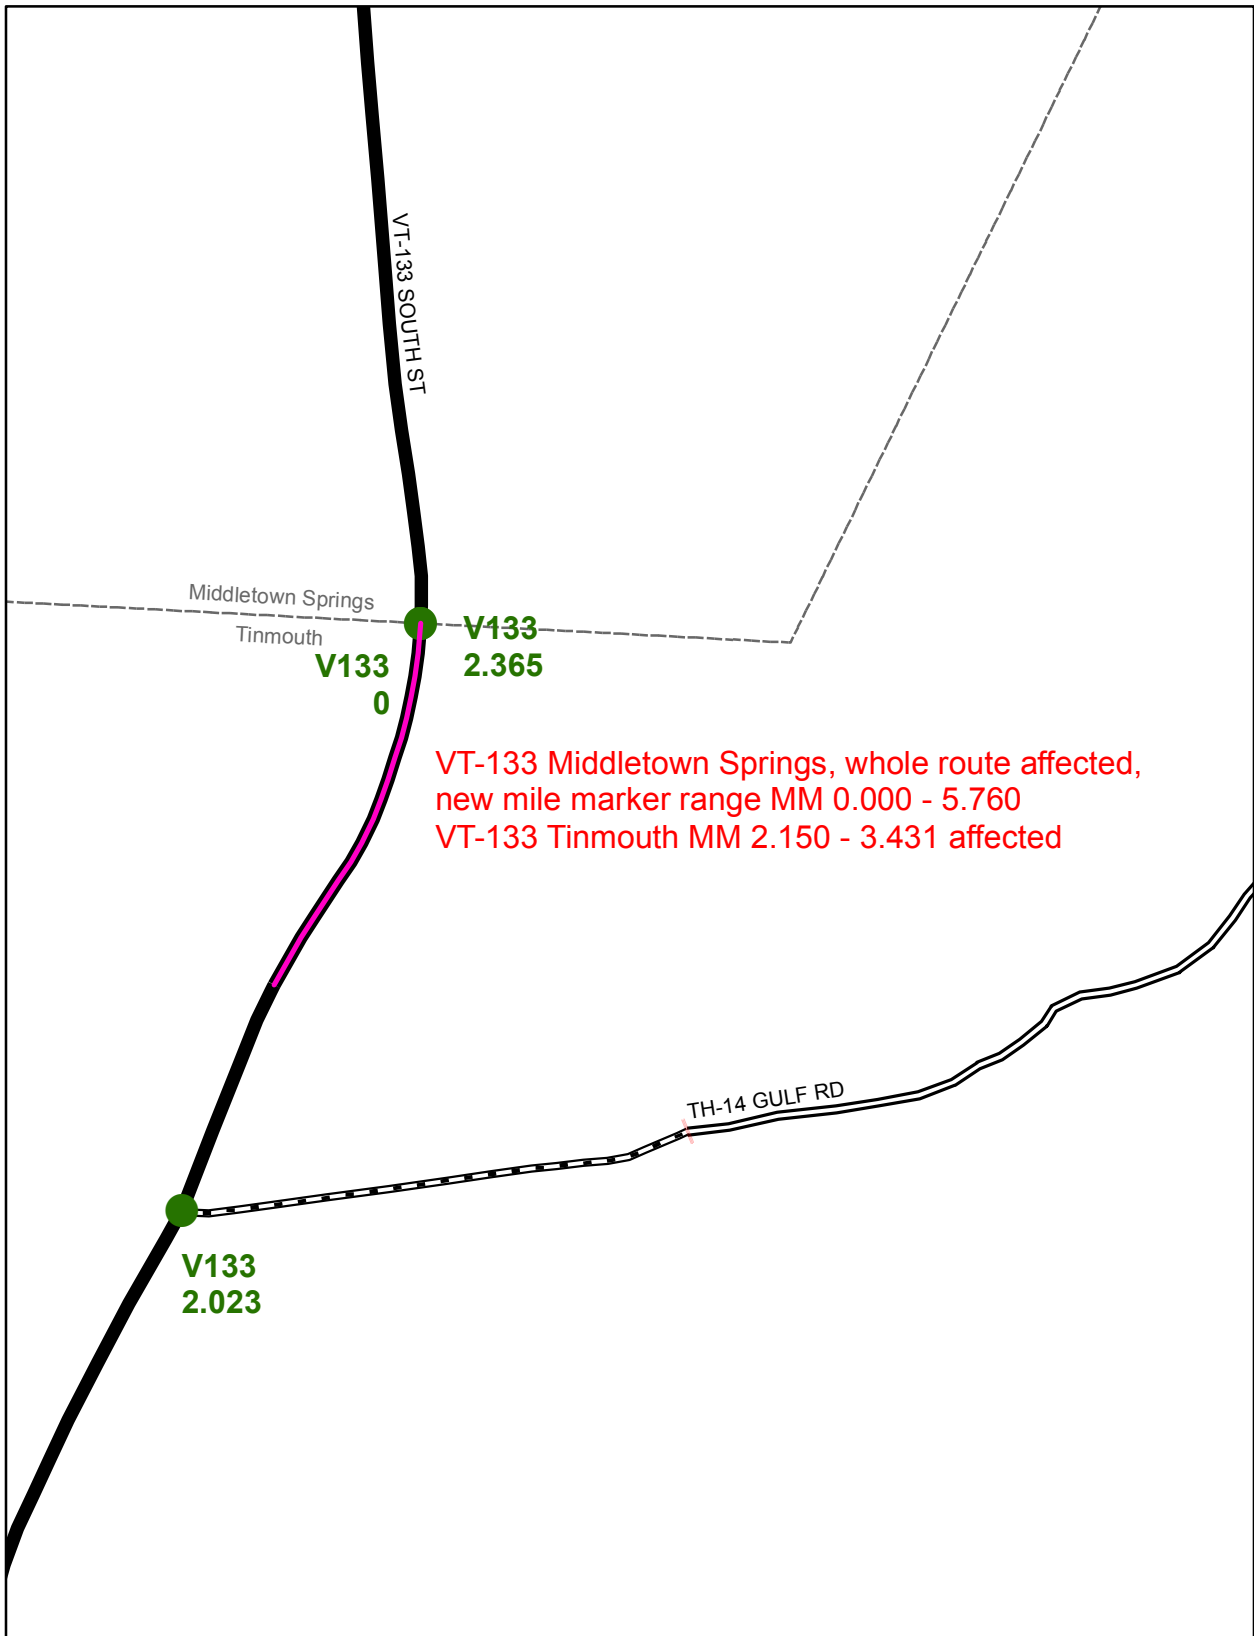 VT-133 SOUTH ST
Middletown Springs
Tinmouth
V133
2.365
V133
0
VT-133 Middletown Springs, whole route affected,
new mile marker range MM 0.000 - 5.760
VT-133 Tinmouth MM 2.150 - 3.431 affected
TH-14 GULF RD
V133
2.023